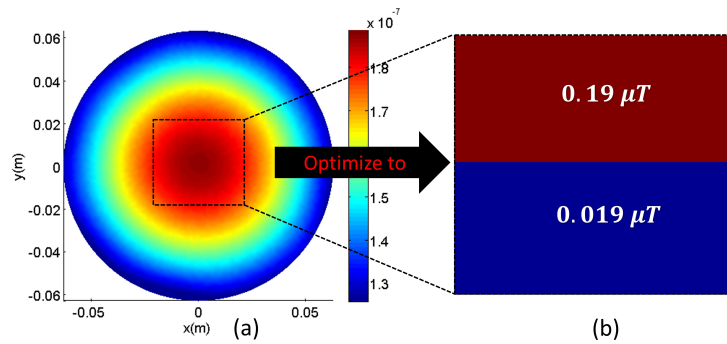 x 10⁻⁷
0.06
0.04
0.02
0
-0.02
-0.04
-0.06
y(m)
-0.05
0
0.05
x(m)
(a)
1.8
1.7
1.5
1.4
1.3
Optimize to
0.19 μT
0.019 μT
(b)